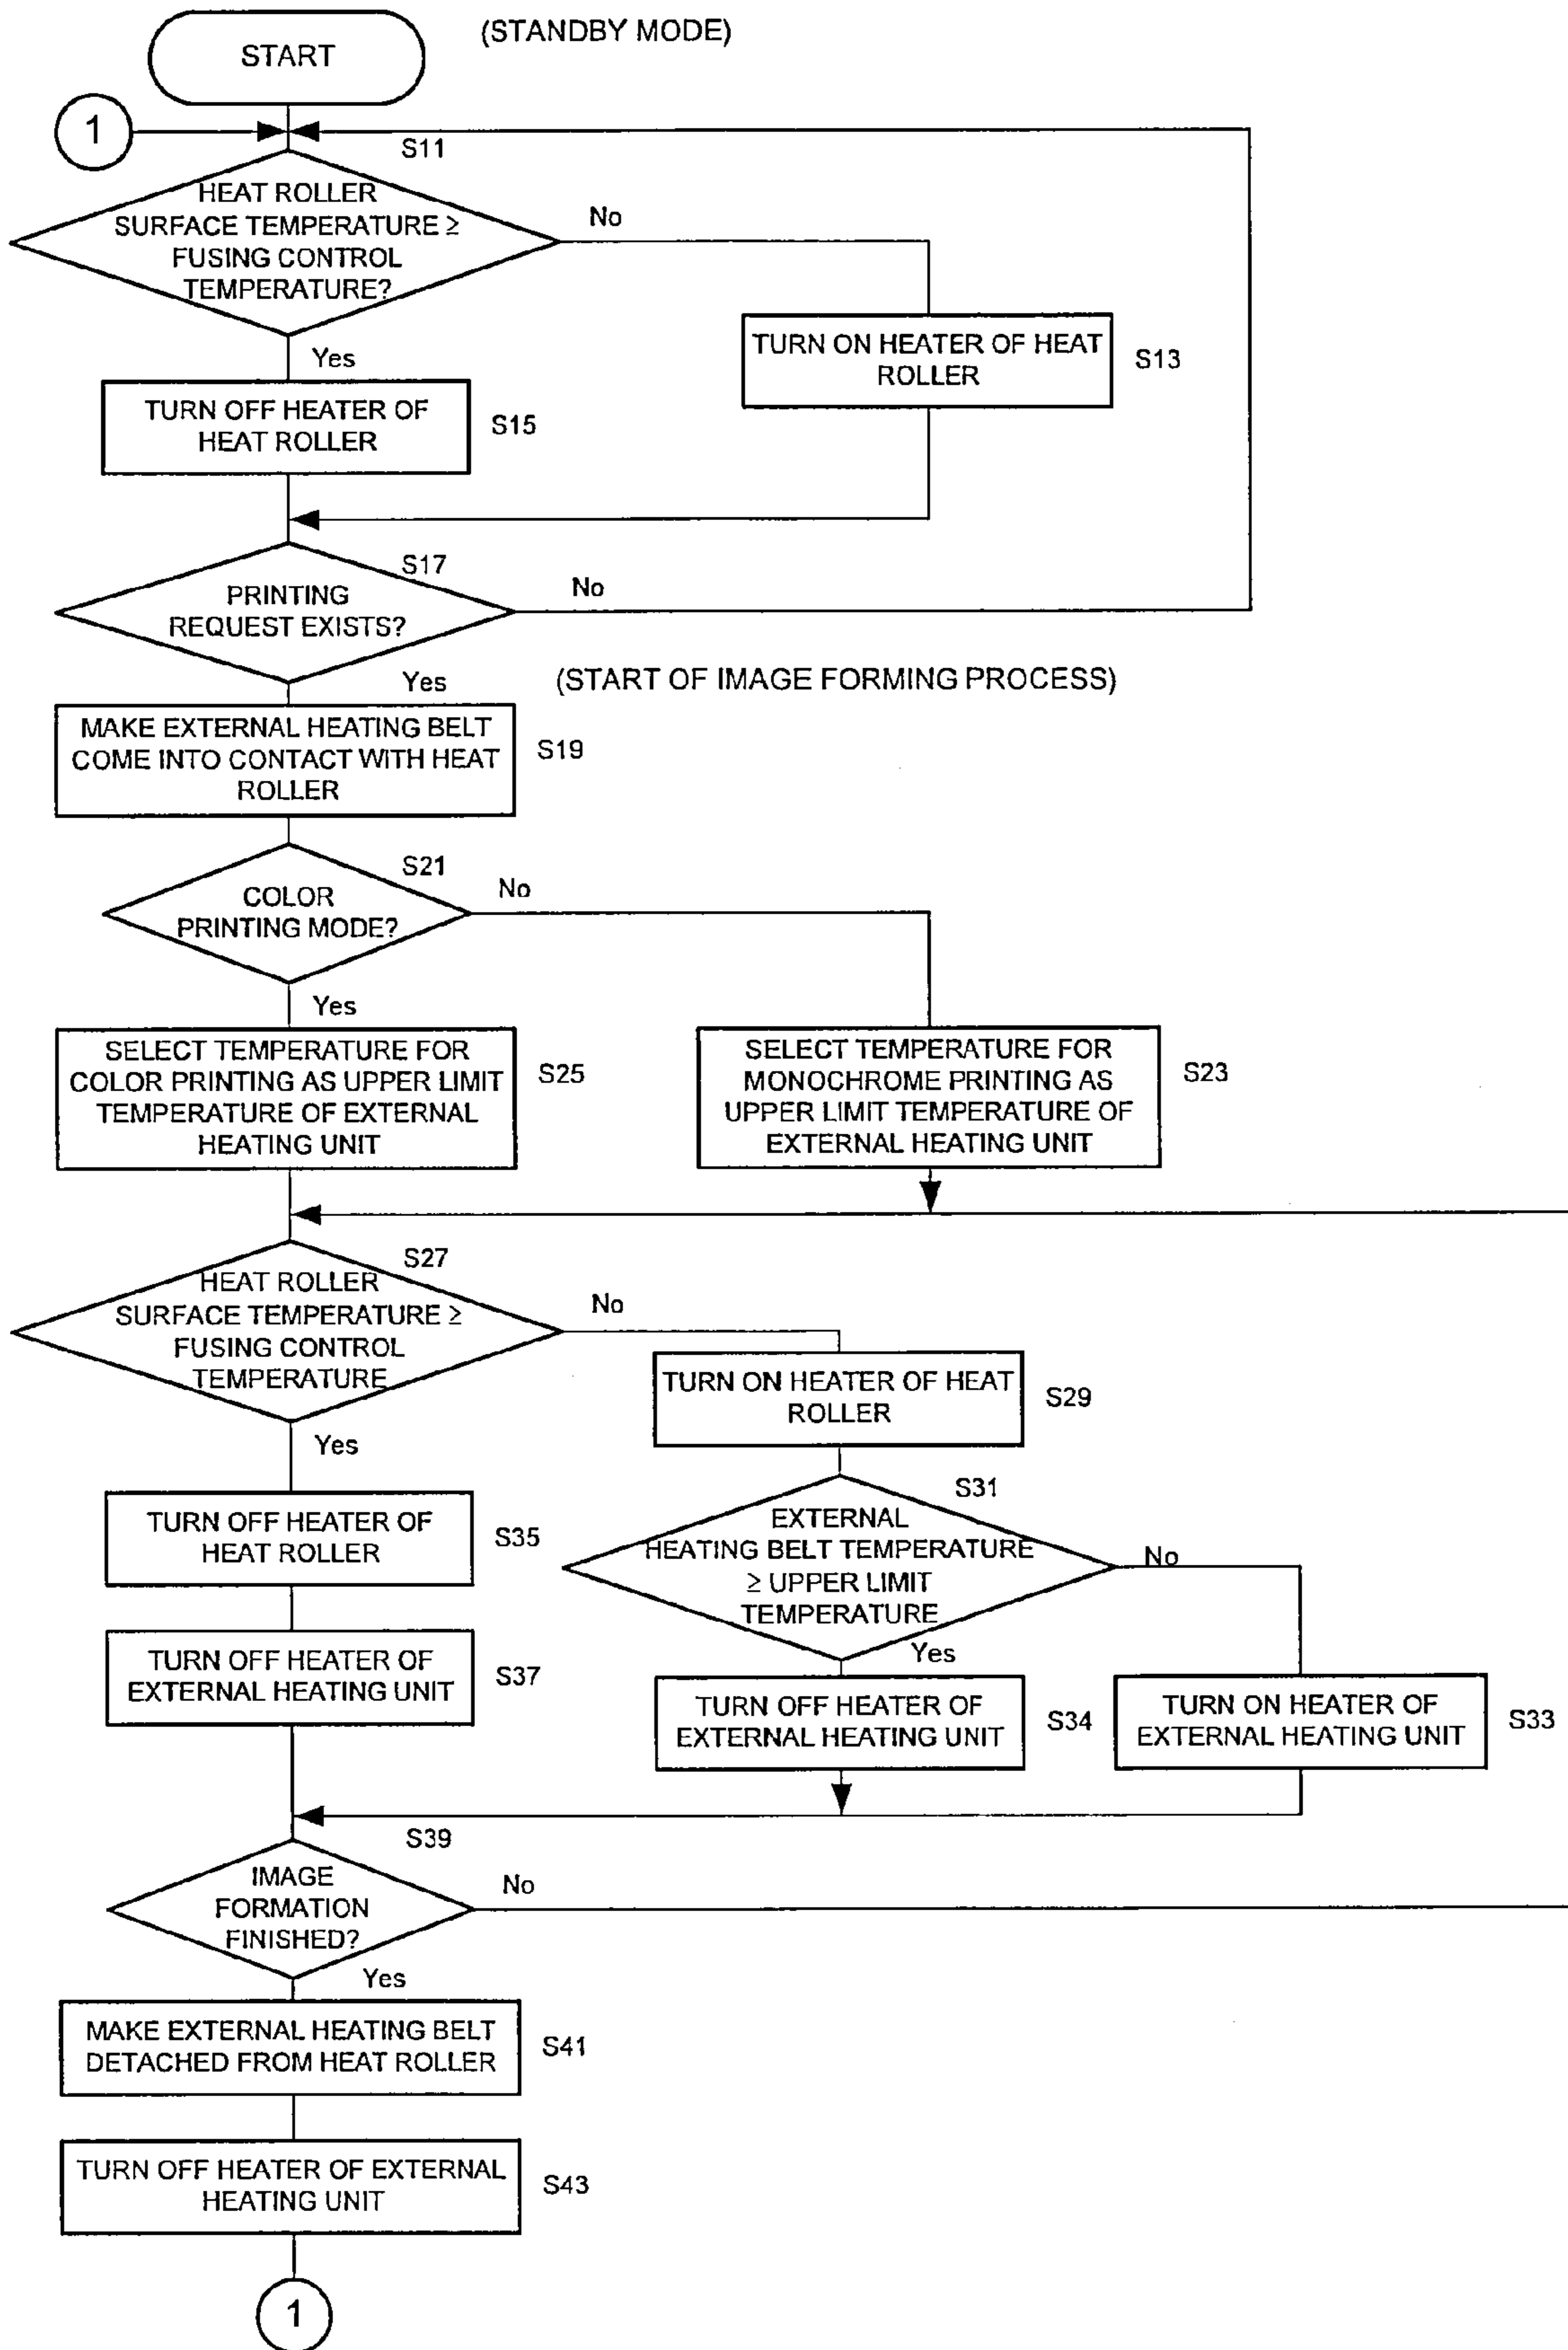 (STANDBY MODE)
START
1
S11
HEAT ROLLER
SURFACE TEMPERATURE ≥
FUSING CONTROL
TEMPERATURE?
No
Yes
TURN ON HEATER OF HEAT
ROLLER
S13
TURN OFF HEATER OF
HEAT ROLLER
S15
S17
PRINTING
REQUEST EXISTS?
No
Yes
(START OF IMAGE FORMING PROCESS)
MAKE EXTERNAL HEATING BELT
COME INTO CONTACT WITH HEAT
ROLLER
S19
S21
COLOR
PRINTING MODE?
No
Yes
SELECT TEMPERATURE FOR
COLOR PRINTING AS UPPER LIMIT
TEMPERATURE OF EXTERNAL
HEATING UNIT
S25
SELECT TEMPERATURE FOR
MONOCHROME PRINTING AS
UPPER LIMIT TEMPERATURE OF
EXTERNAL HEATING UNIT
S23
S27
HEAT ROLLER
SURFACE TEMPERATURE ≥
FUSING CONTROL
TEMPERATURE
No
Yes
TURN ON HEATER OF HEAT
ROLLER
S29
S31
EXTERNAL
HEATING BELT TEMPERATURE
≥ UPPER LIMIT
TEMPERATURE
No
Yes
TURN OFF HEATER OF
HEAT ROLLER
S35
TURN OFF HEATER OF
EXTERNAL HEATING UNIT
S37
TURN OFF HEATER OF
EXTERNAL HEATING UNIT
S34
TURN ON HEATER OF
EXTERNAL HEATING UNIT
S33
S39
IMAGE
FORMATION
FINISHED?
No
Yes
MAKE EXTERNAL HEATING BELT
DETACHED FROM HEAT ROLLER
S41
TURN OFF HEATER OF EXTERNAL
HEATING UNIT
S43
1